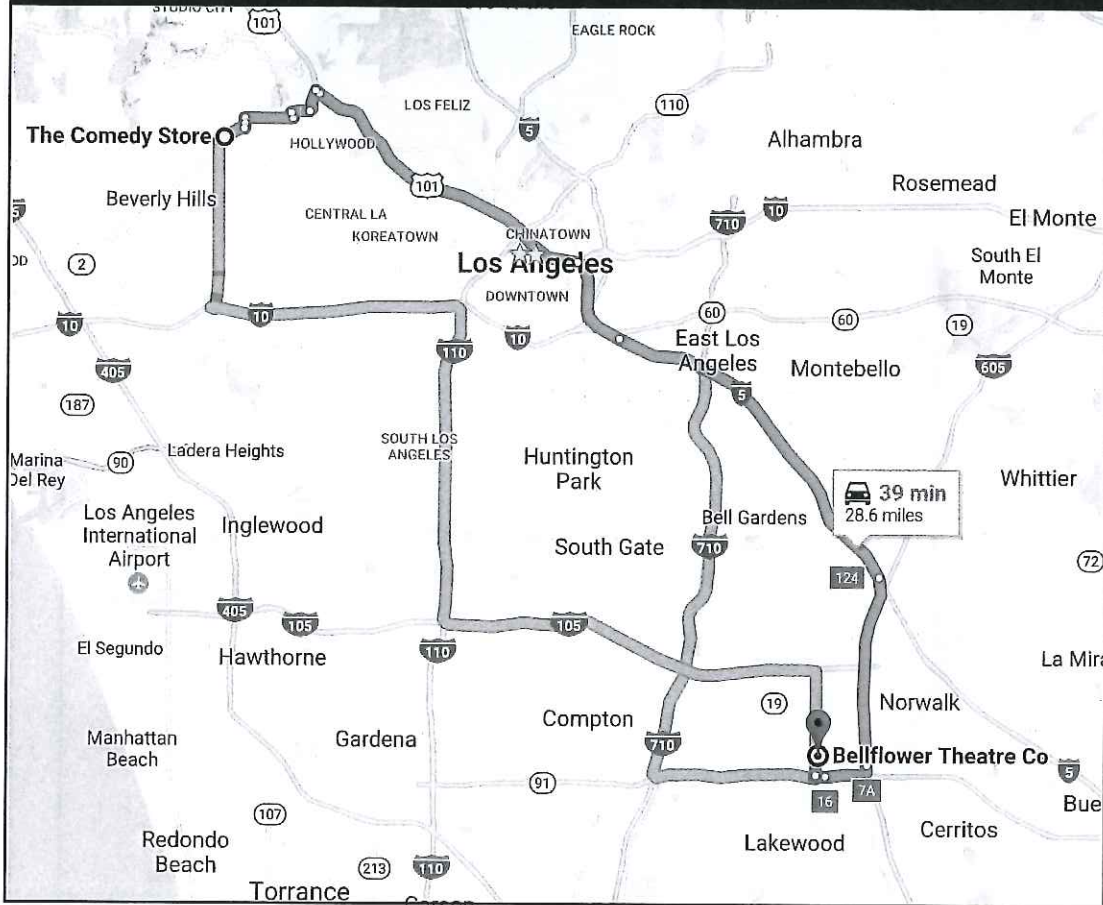 101
EAGLE ROCK
LOS FELIZ
110
5
The Comedy Store
HOLLYWOOD
Alhambra
101
Rosemead
Beverly Hills
CENTRAL LA
10
710
El Monte
KOREATOWN
CHINATOWN
Los Angeles
2
South El
Monte
DOWNTOWN
10
10
60
60
19
10
110
East Los
Angeles
Montebello
605
405
5
187
SOUTH LOS
ANGELES
Ladera Heights
90
Marina
Del Rey
Huntington
Park
39 min
28.6 miles
Whittier
Los Angeles
International
Airport
Inglewood
Bell Gardens
South Gate
710
72
124
405
105
105
El Segundo
Hawthorne
110
La Mira
19
Norwalk
Compton
Manhattan
Beach
Gardena
710
Bellflower Theatre Co
5
91
16
7A
Bue
107
Redondo
Beach
Lakewood
Cerritos
213
110
Torrance